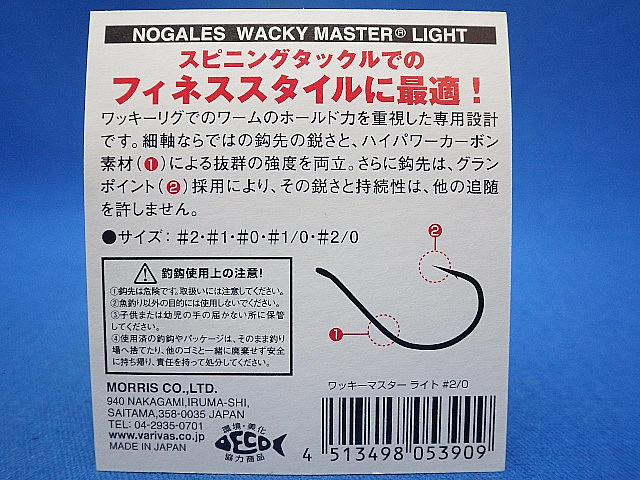 NOGALES WACKY MASTER® LIGHT
スピニングタックルでの
フィネススタイルに最適！
ワッキーリグでのワームのホールド力を重視した専用設計
です。細軸ならではの鈎先の鋭さと、ハイパワーカーボン
素材(❶)による抜群の強度を両立。さらに鈎先は、グラン
ポイント(❷)採用により、その鋭さと持続性は、他の追随
を許しません。
●サイズ：#2・#1・#0・#1/0・#2/0
❷
❶
⚠ 釣鈎使用上の注意!
①鈎先は危険です。取扱いには注意してください。
②魚釣り以外の目的には使用しないでください。
③子供または幼児の手の届かない所に保管
してください。
④使用済の釣鈎やパッケージは、そのまま釣り
場へ捨てたり、他のゴミと一緒に廃棄せず安全
に持ち帰り、責任を持って処分してください。
ワッキーマスター ライト #2/0
MORRIS CO.,LTD.
940 NAKAGAMI,IRUMA-SHI,
SAITAMA,358-0035 JAPAN
TEL: 04-2935-0701
www.varivas.co.jp
MADE IN JAPAN
環境・美化
ECO
協力商品
4 513498 053909